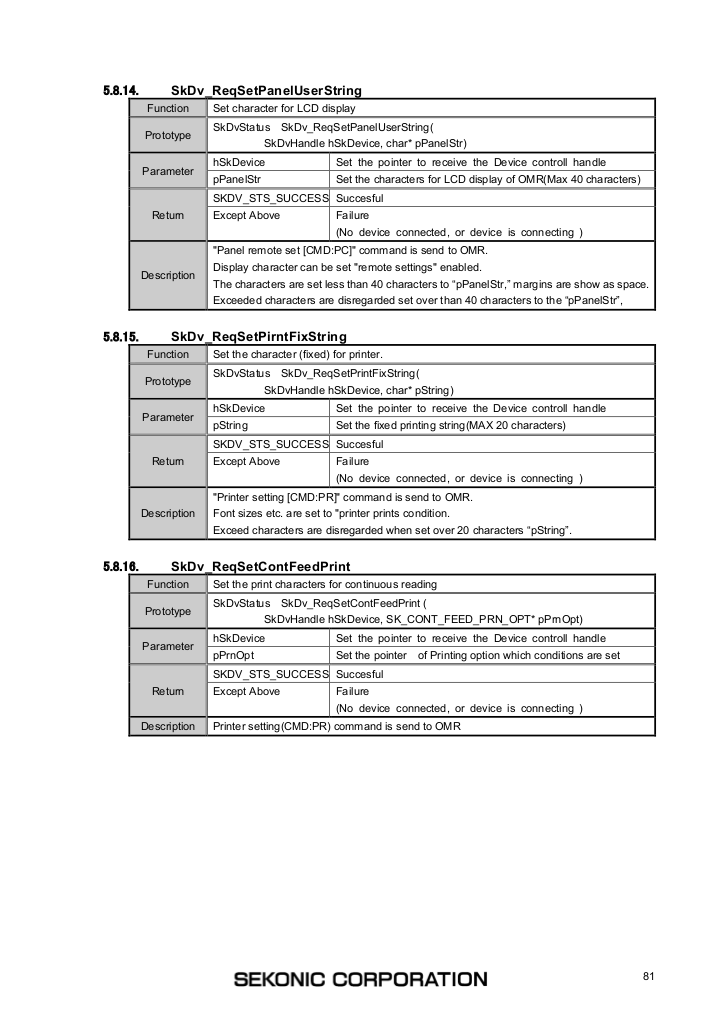 5.8.14. SkDv_ReqSetPanelUserString
Function Set character for LCD display
Prototype SkDvStatus SkDv_ReqSetPanelUserString(
SkDvHandle hSkDevice, char* pPanelStr)
Parameter hSkDevice Set the pointer to receive the Device controll handle
pPanelStr Set the characters for LCD display of OMR(Max 40 characters)
Return SKDV_STS_SUCCESS Succesful
Except Above Failure
(No device connected, or device is connecting )
Description "Panel remote set [CMD:PC]" command is send to OMR.
Display character can be set "remote settings" enabled.
The characters are set less than 40 characters to “pPanelStr,” margins are show as space.
Exceeded characters are disregarded set over than 40 characters to the “pPanelStr”,
5.8.15. SkDv_ReqSetPirntFixString
Function Set the character (fixed) for printer.
Prototype SkDvStatus SkDv_ReqSetPrintFixString(
SkDvHandle hSkDevice, char* pString)
Parameter hSkDevice Set the pointer to receive the Device controll handle
pString Set the fixed printing string(MAX 20 characters)
Return SKDV_STS_SUCCESS Succesful
Except Above Failure
(No device connected, or device is connecting )
Description "Printer setting [CMD:PR]" command is send to OMR.
Font sizes etc. are set to "printer prints condition.
Exceed characters are disregarded when set over 20 characters “pString”.
5.8.16. SkDv_ReqSetContFeedPrint
Function Set the print characters for continuous reading
Prototype SkDvStatus SkDv_ReqSetContFeedPrint (
SkDvHandle hSkDevice, SK_CONT_FEED_PRN_OPT* pPrnOpt)
Parameter hSkDevice Set the pointer to receive the Device controll handle
pPrnOpt Set the pointer of Printing option which conditions are set
Return SKDV_STS_SUCCESS Succesful
Except Above Failure
(No device connected, or device is connecting )
Description Printer setting(CMD:PR) command is send to OMR
SEKONIC CORPORATION
81